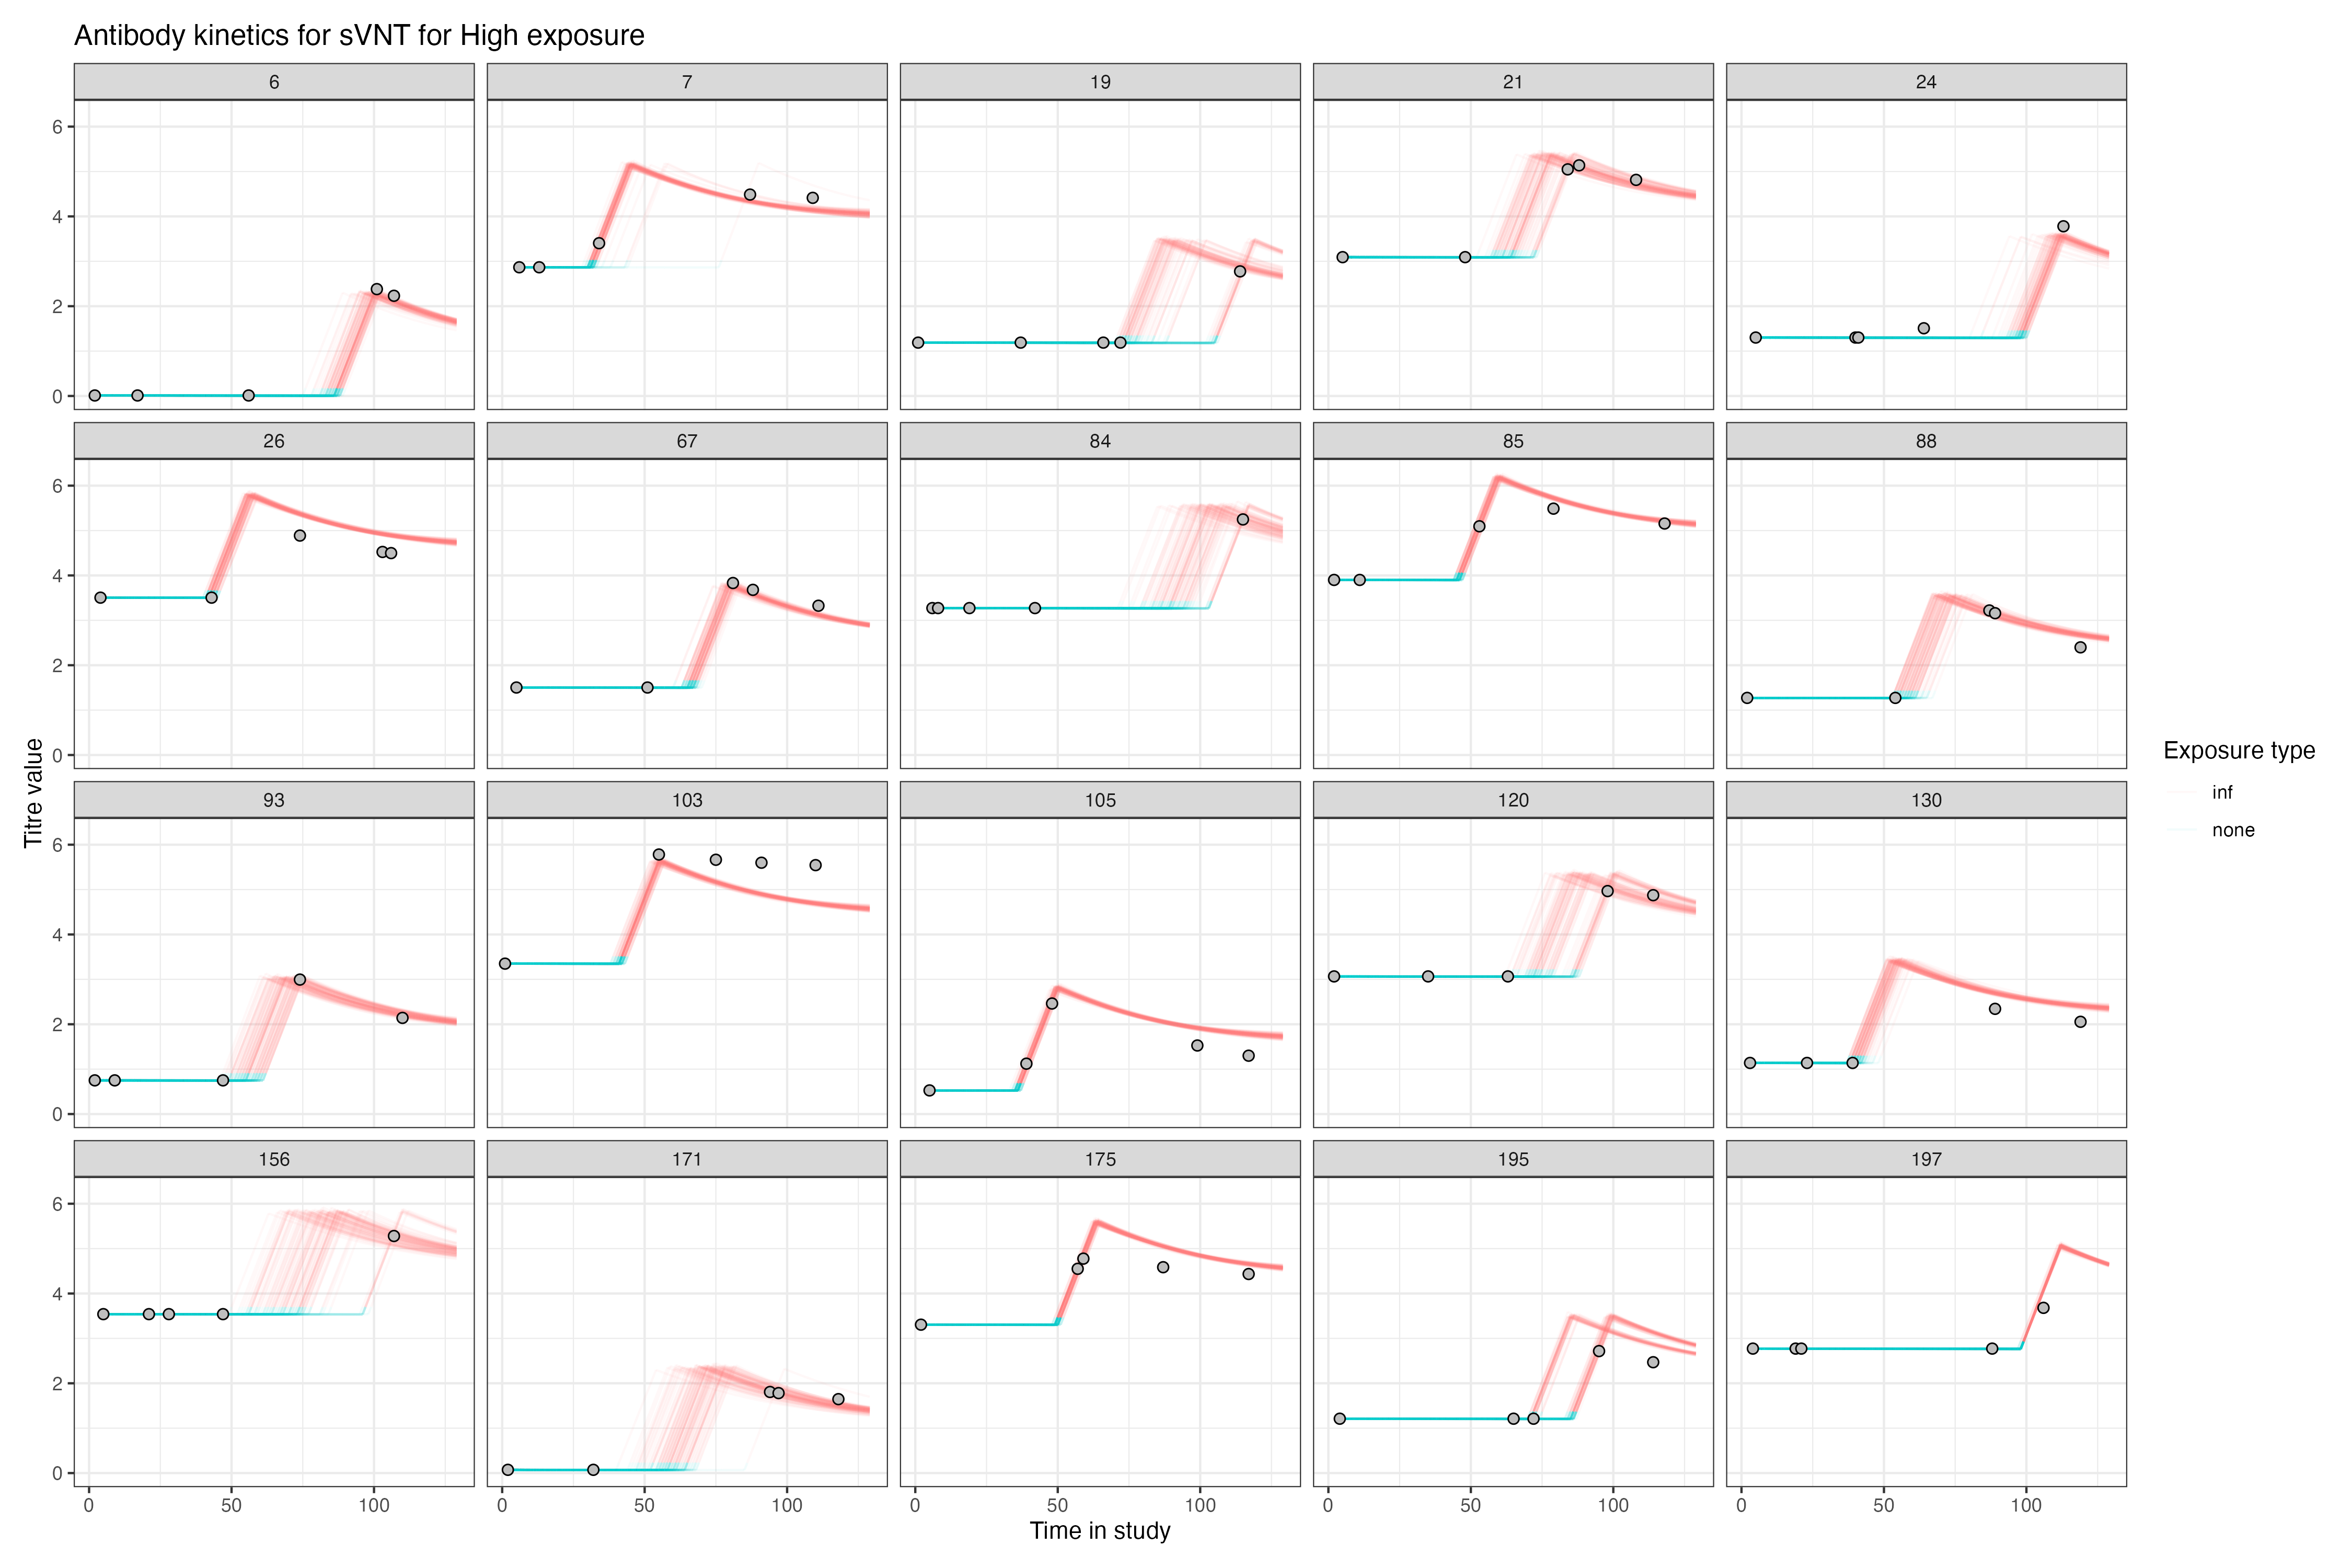 Antibody kinetics for sVNT for High exposure
6 7 19 21 24
6
4
2
0
26 67 84 85 88
6
4
2
0
93 103 105 120 130
6
4
2
0
156 171 175 195 197
6
4
2
0
0 50 100 0 50 100 0 50 100 0 50 100 0 50 100
Time in study
Titre value
Exposure type
inf
none